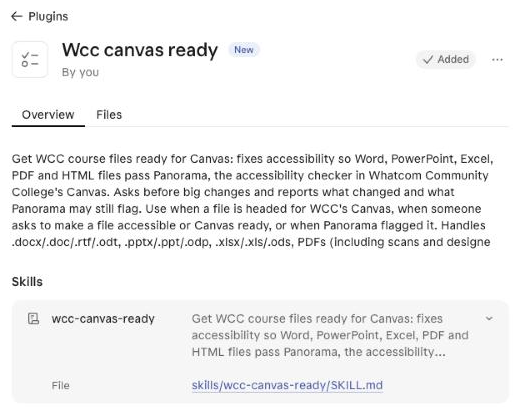 ← Plugins
Wcc canvas ready New
By you
Added
Overview Files
Get WCC course files ready for Canvas: fixes accessibility so Word, PowerPoint, Excel,
PDF and HTML files pass Panorama, the accessibility checker in Whatcom Community
College's Canvas. Asks before big changes and reports what changed and what
Panorama may still flag. Use when a file is headed for WCC's Canvas, when someone
asks to make a file accessible or Canvas ready, or when Panorama flagged it. Handles
.docx/.doc/.rtf/.odt, .pptx/.ppt/.odp, .xlsx/.xls/.ods, PDFs (including scans and designe
Skills
wcc-canvas-ready
Get WCC course files ready for Canvas: fixes
accessibility so Word, PowerPoint, Excel, PDF and
HTML files pass Panorama, the accessibility...
File skills/wcc-canvas-ready/SKILL.md